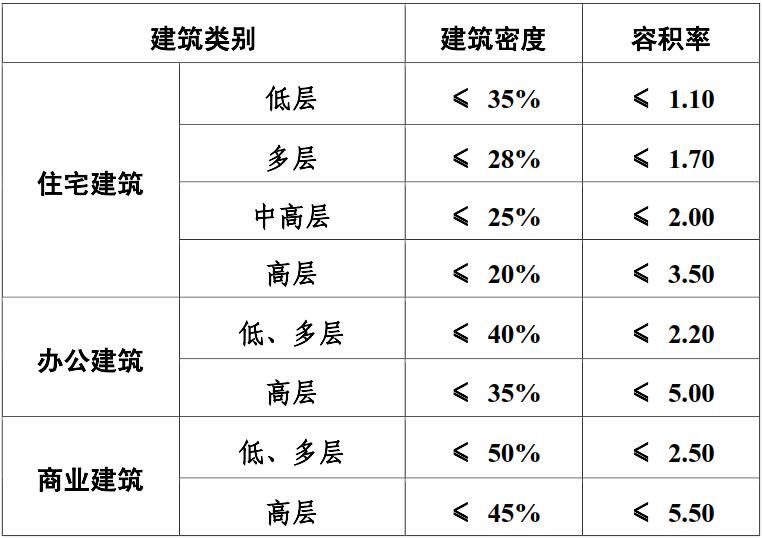 建筑类别 建筑密度 容积率
住宅建筑 低层 ⩽ 35% ⩽ 1.10
多层 ⩽ 28% ⩽ 1.70
中高层 ⩽ 25% ⩽ 2.00
高层 ⩽ 20% ⩽ 3.50
办公建筑 低、多层 ⩽ 40% ⩽ 2.20
高层 ⩽ 35% ⩽ 5.00
商业建筑 低、多层 ⩽ 50% ⩽ 2.50
高层 ⩽ 45% ⩽ 5.50